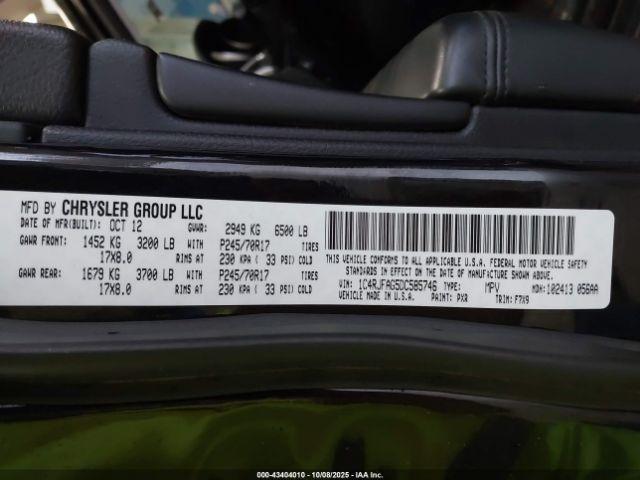 MFD BY CHRYSLER GROUP LLC
DATE OF MFR(BUILT): OCT 12 GVWR: 2949 KG 6500 LB
GAWR FRONT: 1452 KG 3200 LB WITH P245/70R17 TIRES
17X8.0 RIMS AT 230 KPA ( 33 PSI) COLD
GAWR REAR: 1679 KG 3700 LB WITH P245/70R17 TIRES
17X8.0 RIMS AT 230 KPA ( 33 PSI) COLD
THIS VEHICLE CONFORMS TO ALL APPLICABLE U.S.A. FEDERAL MOTOR VEHICLE SAFETY
STANDARDS IN EFFECT ON THE DATE OF MANUFACTURE SHOWN ABOVE.
VIN: 1C4RJFAG5DC585746 TYPE: MPV MDH: 102413 056AA
MADE IN U.S.A. PAINT: PXR TRIM: F7X9
000-43404010 | 10/08/2025 | IAA Inc.